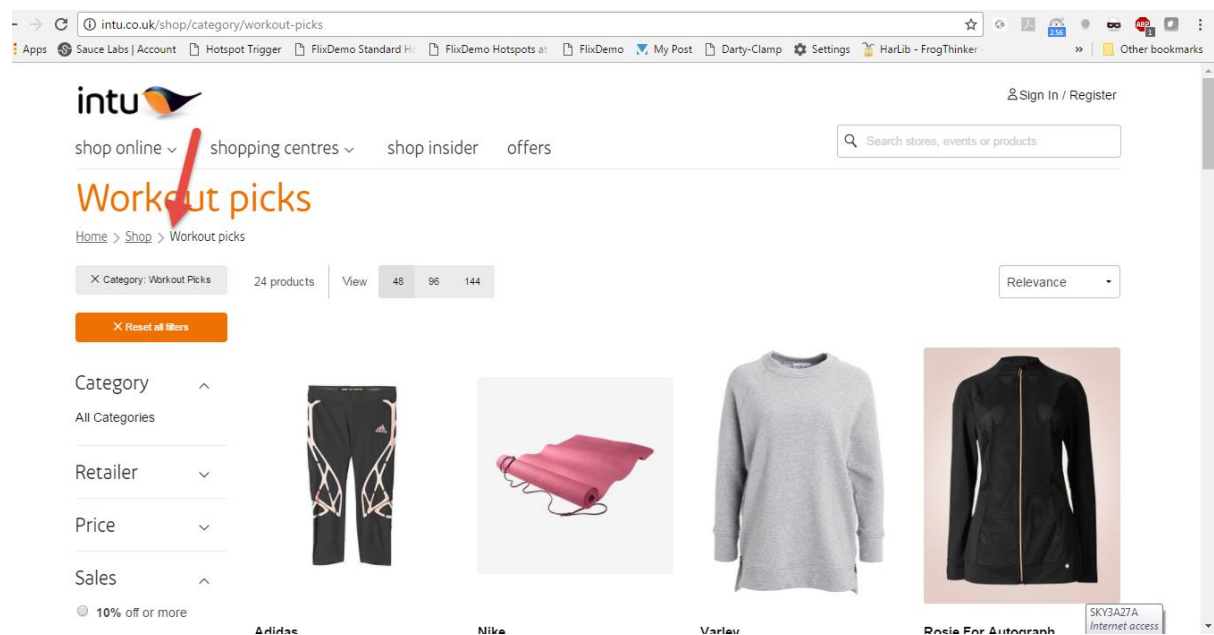 intu.co.uk/shop/category/workout-picks
256
ABP
1
Apps Sauce Labs | Account Hotspot Trigger FlixDemo Standard Ho FlixDemo Hotspots at FlixDemo My Post Darty-Clamp Settings HarLib - FrogThinker - » Other bookmarks
intu
Sign In / Register
shop online shopping centres shop insider offers
Search stores, events or products
Workout picks
Home > Shop > Workout picks
X Category: Workout Picks
24 products View 48 96 144
Relevance
X Reset all filters
Category
All Categories
Retailer
Price
Sales
10% off or more
Adidas Nike Varley Rosie For Autograph
SKY3A27A
Internet access